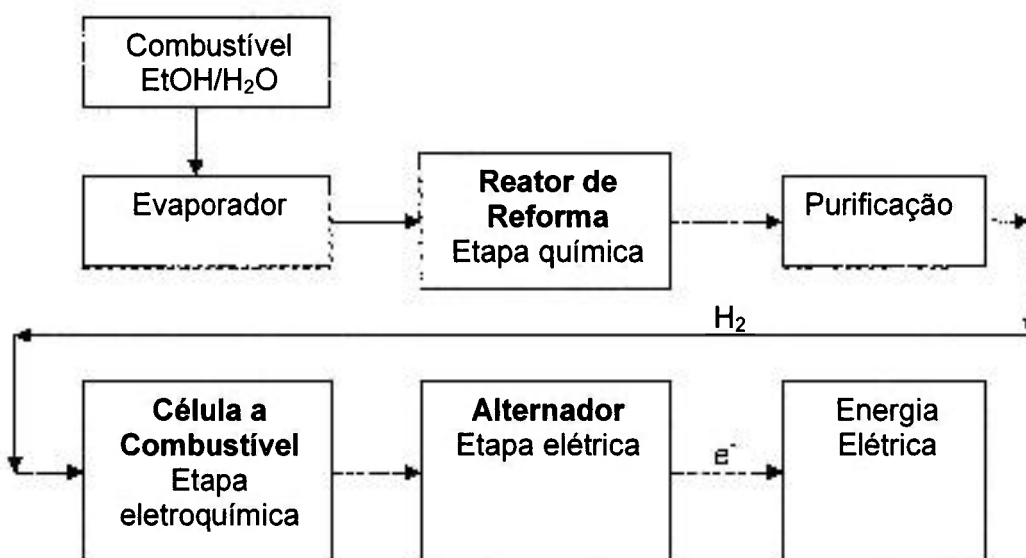 Combustível
EtOH/H₂O
Evaporador
Reator de
Reforma
Etapa química
Purificação
H₂
Célula a
Combustível
Etapa
eletroquímica
Alternador
Etapa elétrica
e⁻
Energia
Elétrica